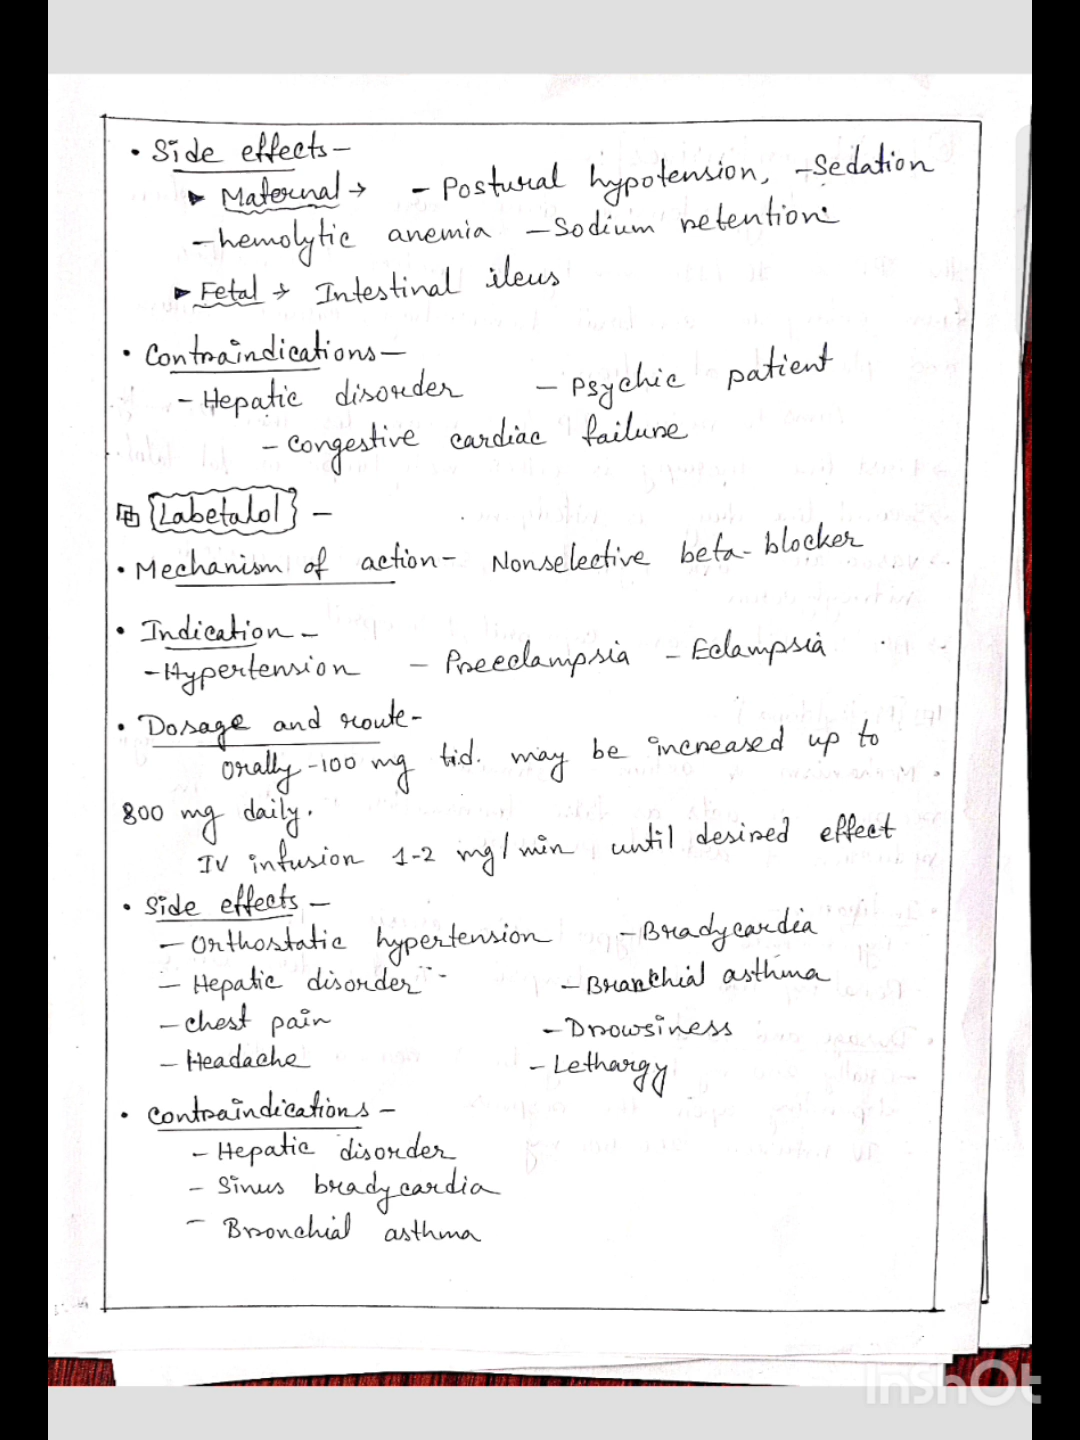 • Side effects-
▸ Maternal → - Postural hypotension, - Sedation
- hemolytic anemia - Sodium retention.
▸ Fetal → Intestinal ileus
• Contraindications-
- Hepatic disorder - Psychic patient
- Congestive cardiac failure
Labetalol -
• Mechanism of action- Nonselective beta-blocker
• Indication -
- Hypertension - Preeclampsia - Eclampsia
• Dosage and route-
Orally -100 mg tid. may be increased up to
800 mg daily.
IV infusion 1-2 mg/min until desired effect
• Side effects -
- Orthostatic hypertension - Bradycardia
- Hepatic disorder - Branchial asthma
- Chest pain - Drowsiness
- Headache - Lethargy
• Contraindications -
- Hepatic disorder
- Sinus bradycardia
- Bronchial asthma
InshOt